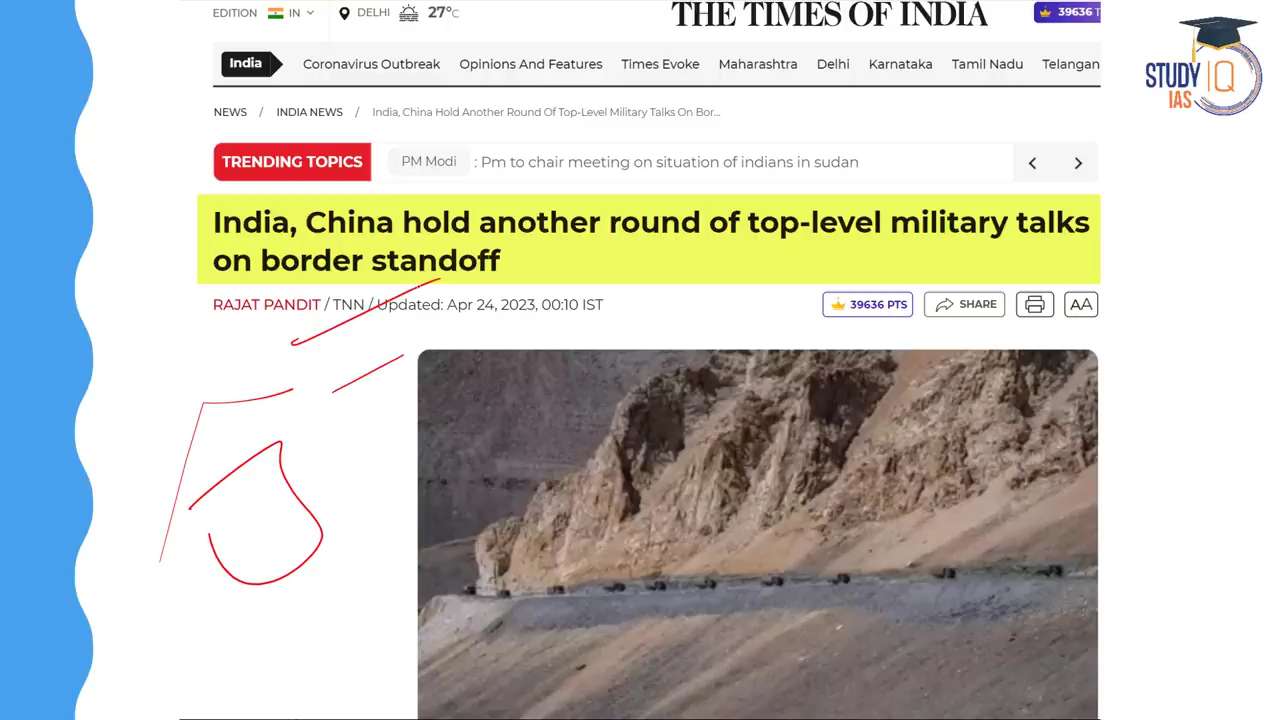 EDITION IN DELHI 27°C
THE TIMES OF INDIA
39636
India Coronavirus Outbreak Opinions And Features Times Evoke Maharashtra Delhi Karnataka Tamil Nadu Telangan
NEWS / INDIA NEWS / India, China Hold Another Round Of Top-Level Military Talks On Bor...
TRENDING TOPICS PM Modi : Pm to chair meeting on situation of indians in sudan
India, China hold another round of top-level military talks
on border standoff
RAJAT PANDIT / TNN / Updated: Apr 24, 2023, 00:10 IST 39636 PTS SHARE AA
STUDY IQ
IAS